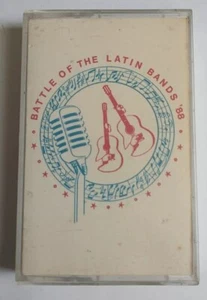 BATTLE OF THE LATIN BANDS '88